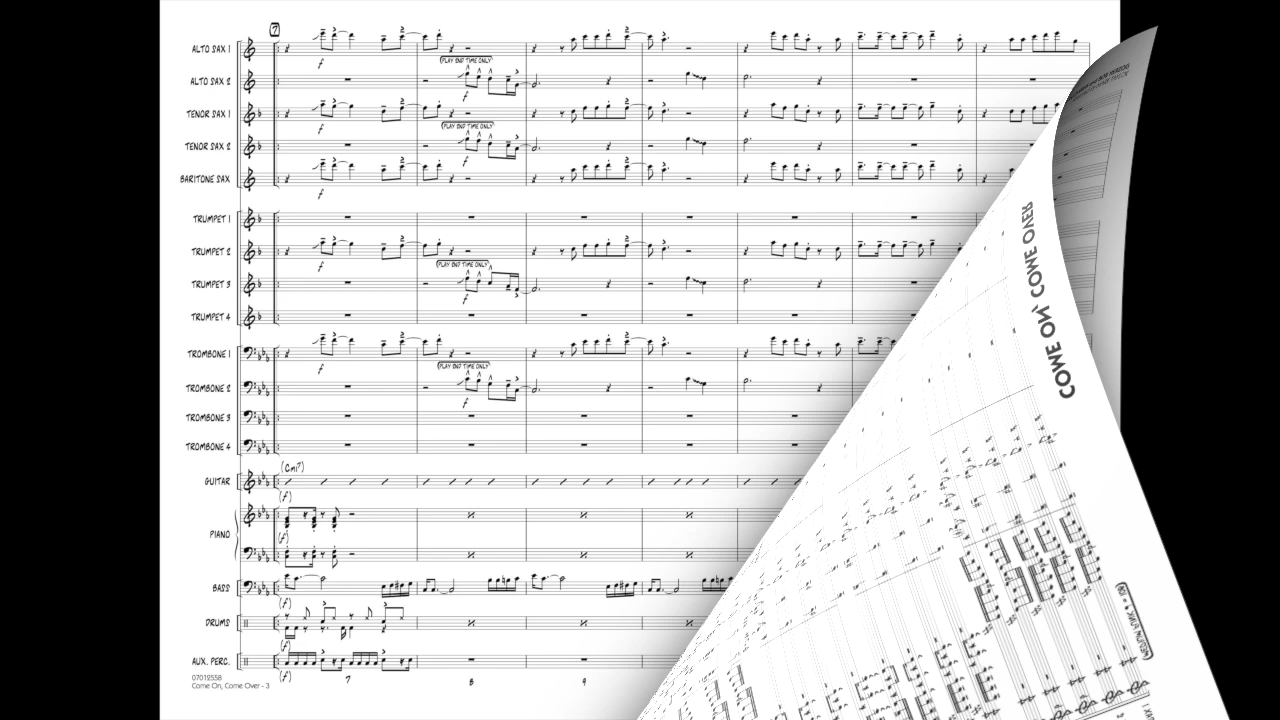 7
ALTO SAX 1
f
(PLAY 2ND TIME ONLY)
ALTO SAX 2
f
TENOR SAX 1
f
(PLAY 2ND TIME ONLY)
TENOR SAX 2
f
BARITONE SAX
f
TRUMPET 1
TRUMPET 2
f
(PLAY 2ND TIME ONLY)
TRUMPET 3
f
TRUMPET 4
TROMBONE 1
f
(PLAY 2ND TIME ONLY)
TROMBONE 2
f
TROMBONE 3
TROMBONE 4
(Cmi7)
GUITAR
(f)
PIANO
(f)
BASS
(f)
DRUMS
(f)
AUX. PERC.
(f)
7 8 9
07012558
Come On, Come Over - 3
COME ON, COME OVER